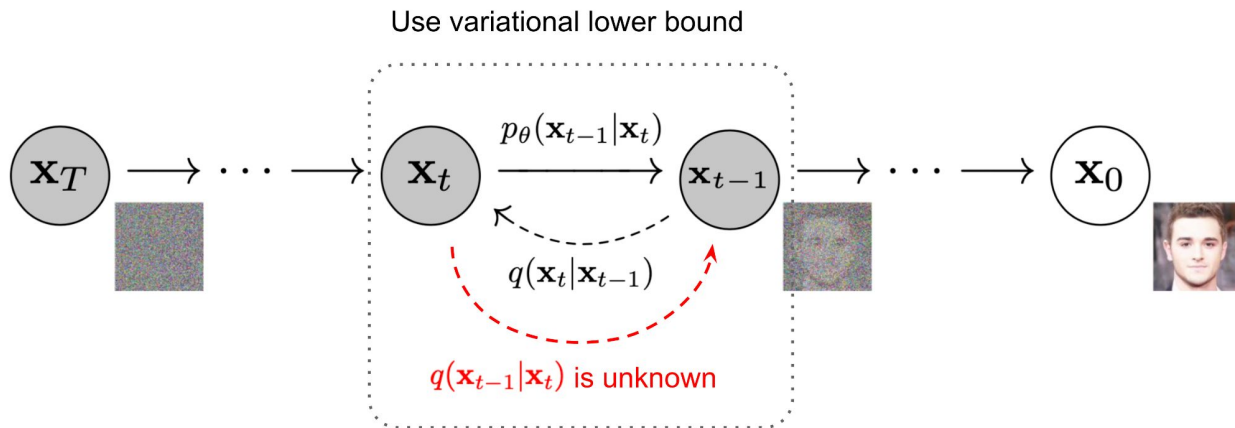 Use variational lower bound
p_θ(x_{t−1}|x_t)
x_T → ··· → x_t → x_{t−1} → ··· → x_0
q(x_t|x_{t−1})
q(x_{t−1}|x_t) is unknown